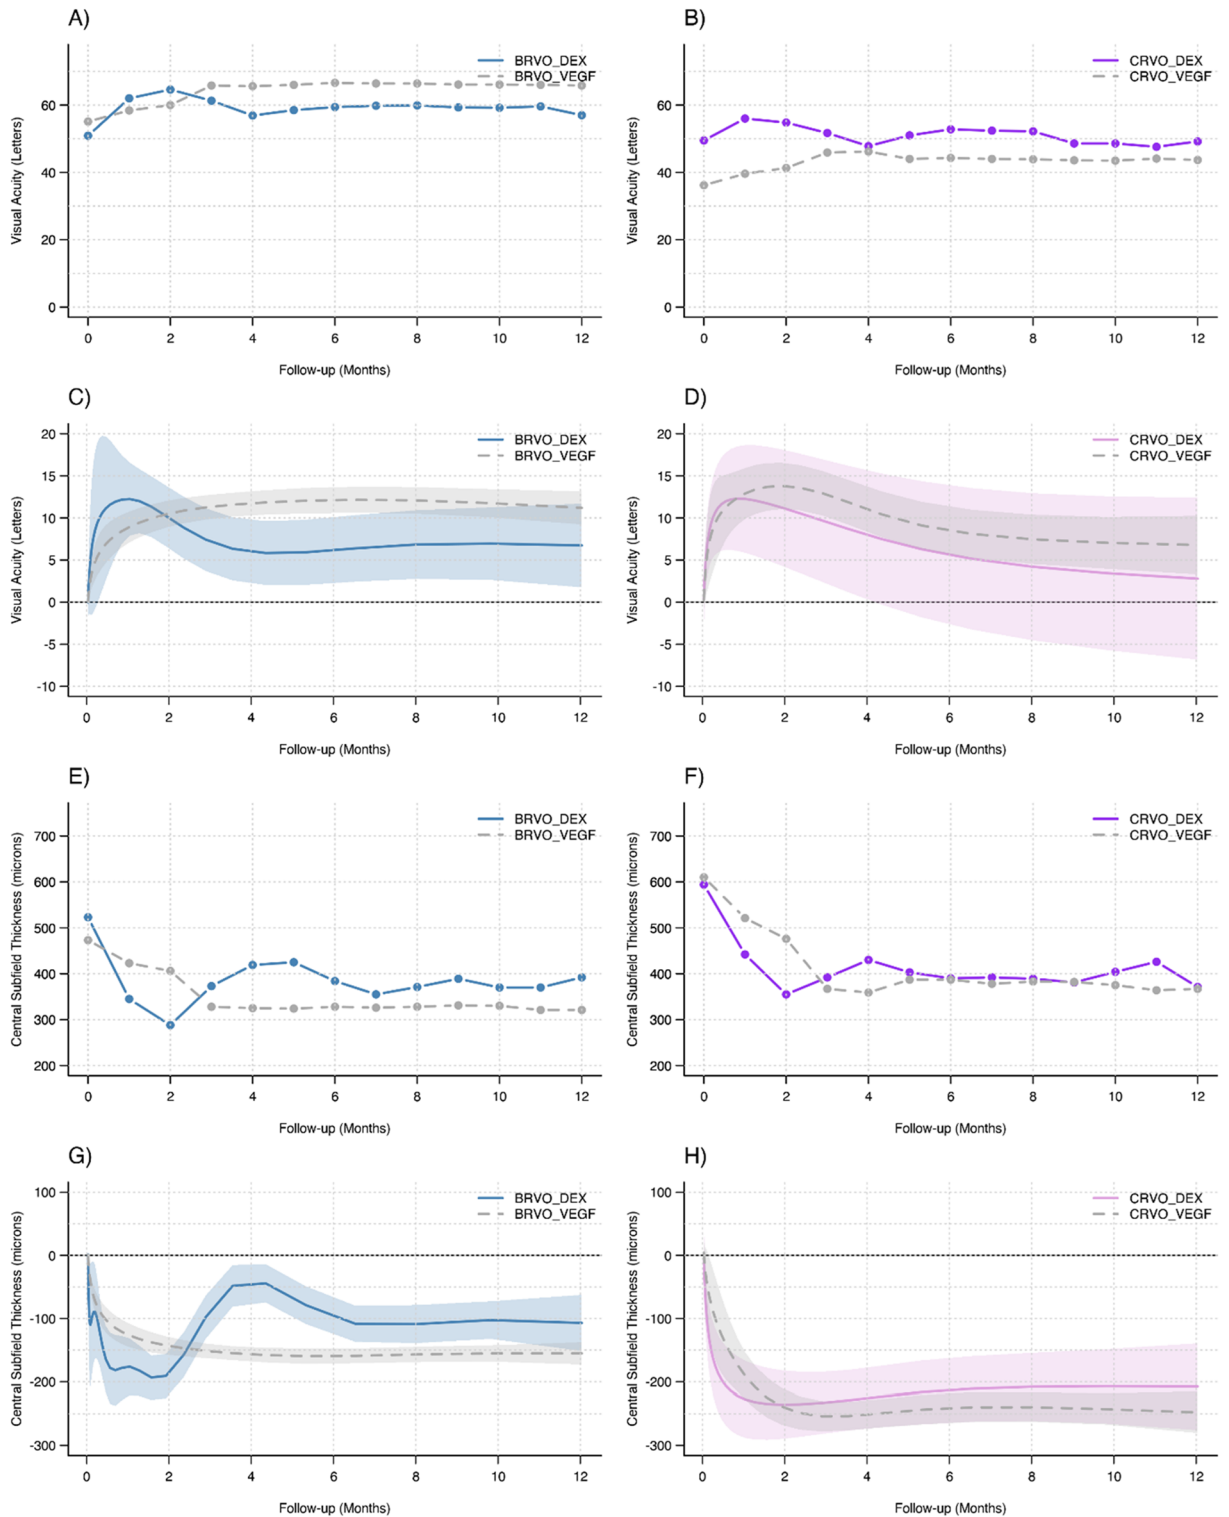 A)
BRVO_DEX
BRVO_VEGF
Visual Acuity (Letters)
60
40
20
0
0 2 4 6 8 10 12
Follow-up (Months)
B)
CRVO_DEX
CRVO_VEGF
Visual Acuity (Letters)
60
40
20
0
0 2 4 6 8 10 12
Follow-up (Months)
C)
BRVO_DEX
BRVO_VEGF
Visual Acuity (Letters)
20
15
10
5
0
-5
-10
0 2 4 6 8 10 12
Follow-up (Months)
D)
CRVO_DEX
CRVO_VEGF
Visual Acuity (Letters)
20
15
10
5
0
-5
-10
0 2 4 6 8 10 12
Follow-up (Months)
E)
BRVO_DEX
BRVO_VEGF
Central Subfield Thickness (microns)
700
600
500
400
300
200
0 2 4 6 8 10 12
Follow-up (Months)
F)
CRVO_DEX
CRVO_VEGF
Central Subfield Thickness (microns)
700
600
500
400
300
200
0 2 4 6 8 10 12
Follow-up (Months)
G)
BRVO_DEX
BRVO_VEGF
Central Subfield Thickness (microns)
100
0
-100
-200
-300
0 2 4 6 8 10 12
Follow-up (Months)
H)
CRVO_DEX
CRVO_VEGF
Central Subfield Thickness (microns)
100
0
-100
-200
-300
0 2 4 6 8 10 12
Follow-up (Months)